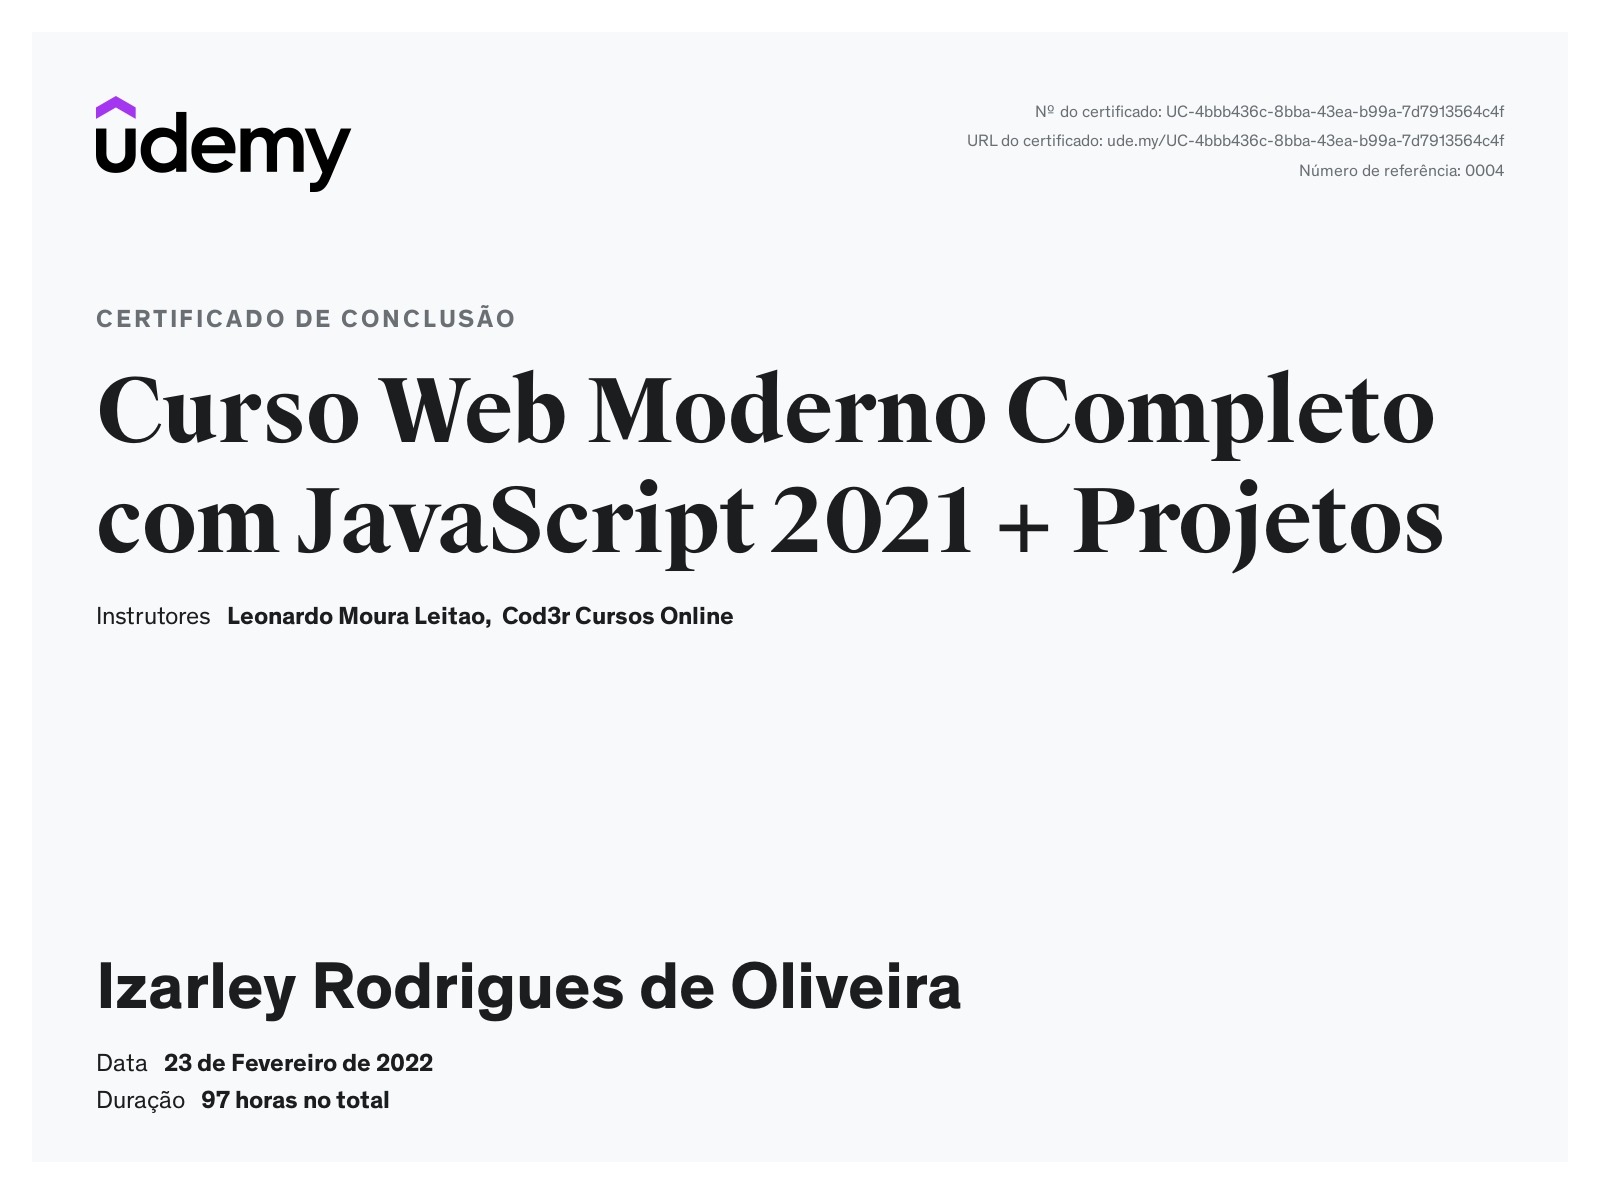 udemy
Nº do certificado: UC-4bbb436c-8bba-43ea-b99a-7d7913564c4f
URL do certificado: ude.my/UC-4bbb436c-8bba-43ea-b99a-7d7913564c4f
Número de referência: 0004
CERTIFICADO DE CONCLUSÃO
Curso Web Moderno Completo
com JavaScript 2021 + Projetos
Instrutores Leonardo Moura Leitao, Cod3r Cursos Online
Izarley Rodrigues de Oliveira
Data 23 de Fevereiro de 2022
Duração 97 horas no total